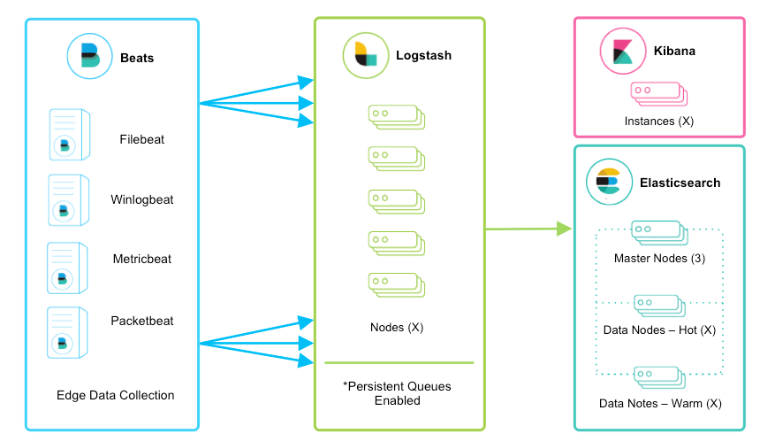 Beats
Filebeat
Winlogbeat
Metricbeat
Packetbeat
Edge Data Collection
Logstash
Nodes (X)
*Persistent Queues
Enabled
Kibana
Instances (X)
Elasticsearch
Master Nodes (3)
Data Nodes – Hot (X)
Data Notes – Warm (X)